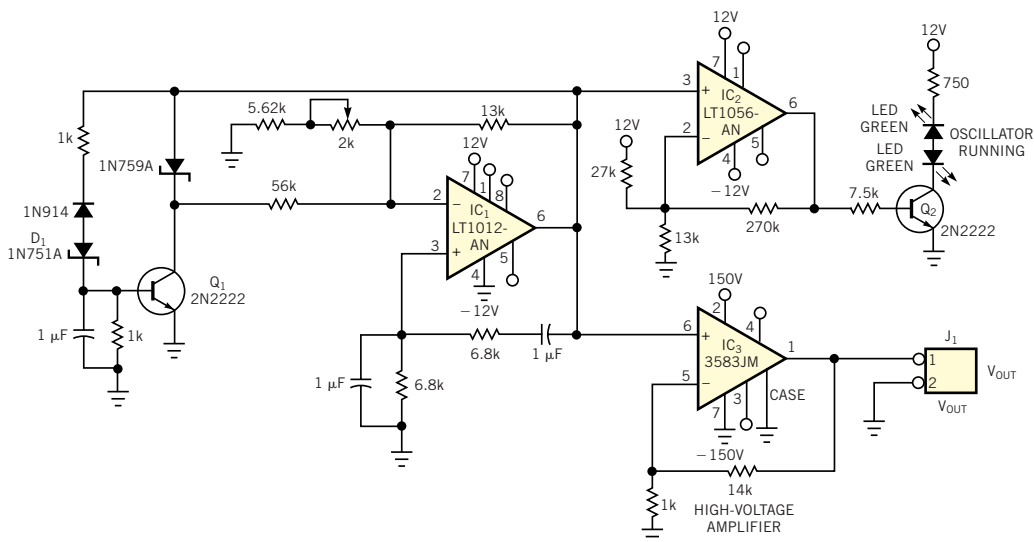 1k
1N759A
1N914
D1
1N751A
1 µF
1k
Q1
2N2222
5.62k
2k
13k
56k
12V
7
1
8
2
−
IC1
LT1012-
AN
6
3
+
5
4
−12V
6.8k
1 µF
1 µF
6.8k
12V
7
1
3
+
IC2
LT1056-
AN
6
2
−
5
4
−12V
12V
27k
13k
270k
7.5k
12V
750
LED
GREEN
LED
GREEN
OSCILLATOR
RUNNING
Q2
2N2222
150V
2
4
6
+
IC3
3583JM
1
5
−
3
7
CASE
−150V
14k
1k
HIGH-VOLTAGE
AMPLIFIER
J1
1
2
VOUT
VOUT